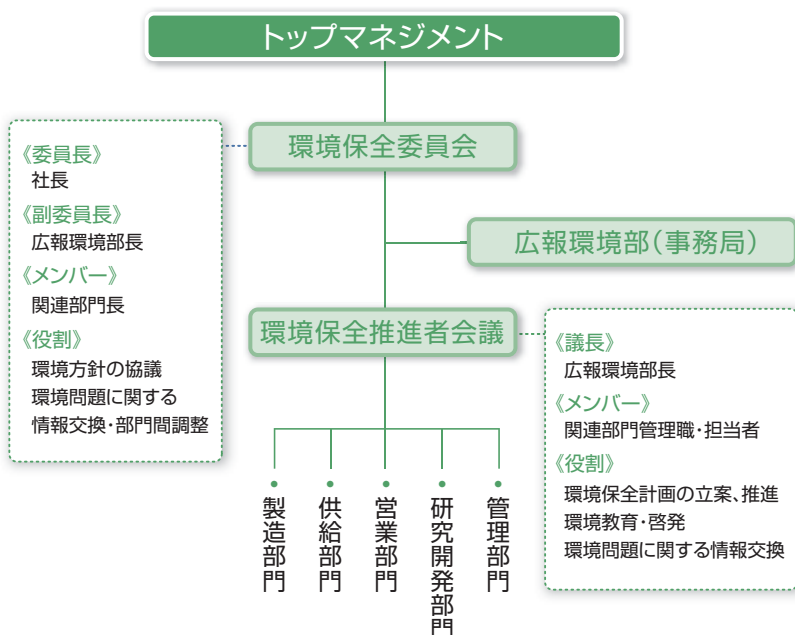 トップマネジメント
環境保全委員会
《委員長》
社長
《副委員長》
広報環境部長
《メンバー》
関連部門長
《役割》
環境方針の協議
環境問題に関する
情報交換・部門間調整
広報環境部(事務局)
環境保全推進者会議
《議長》
広報環境部長
《メンバー》
関連部門管理職・担当者
《役割》
環境保全計画の立案、推進
環境教育・啓発
環境問題に関する情報交換
・製造部門
・供給部門
・営業部門
・研究開発部門
・管理部門